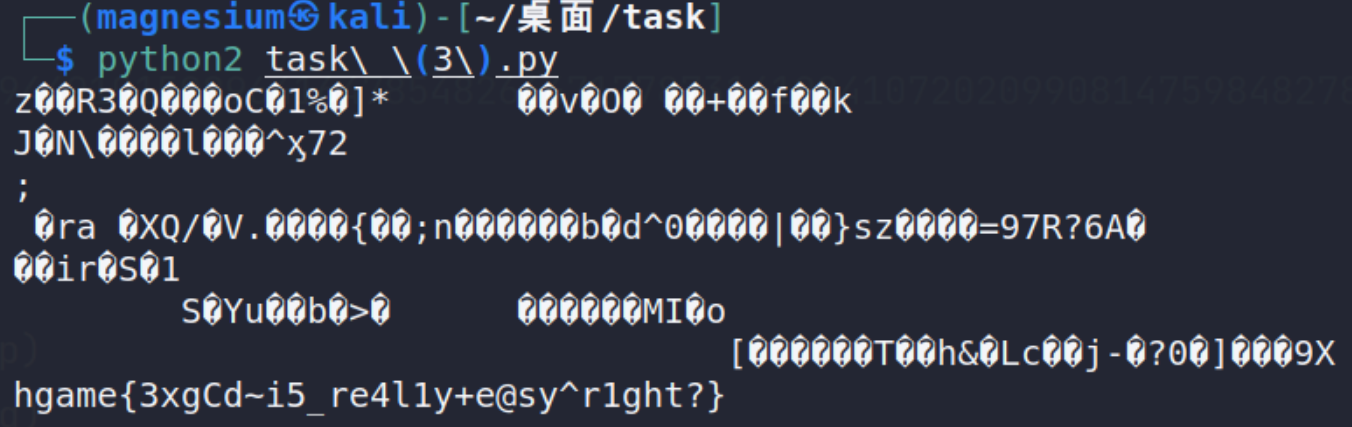 ┌──(magnesium㉿kali)-[~/桌面/task]
└─$ python2 task\ \(3\).py
z��R3�Q���oC�1%�]*      ��v�O� ��+��f��k
J�N\����l���^ҳ72
;
 �ra �XQ/�V.����{��;n������b�d^0����|��}sz����=97R?6A�
��ir�S�1
        S�Yu��b�>�      ������MI�o
                                  [������T��h&�Lc��j-�?0�]���9X
hgame{3xgCd~i5_re4l1y+e@sy^r1ght?}